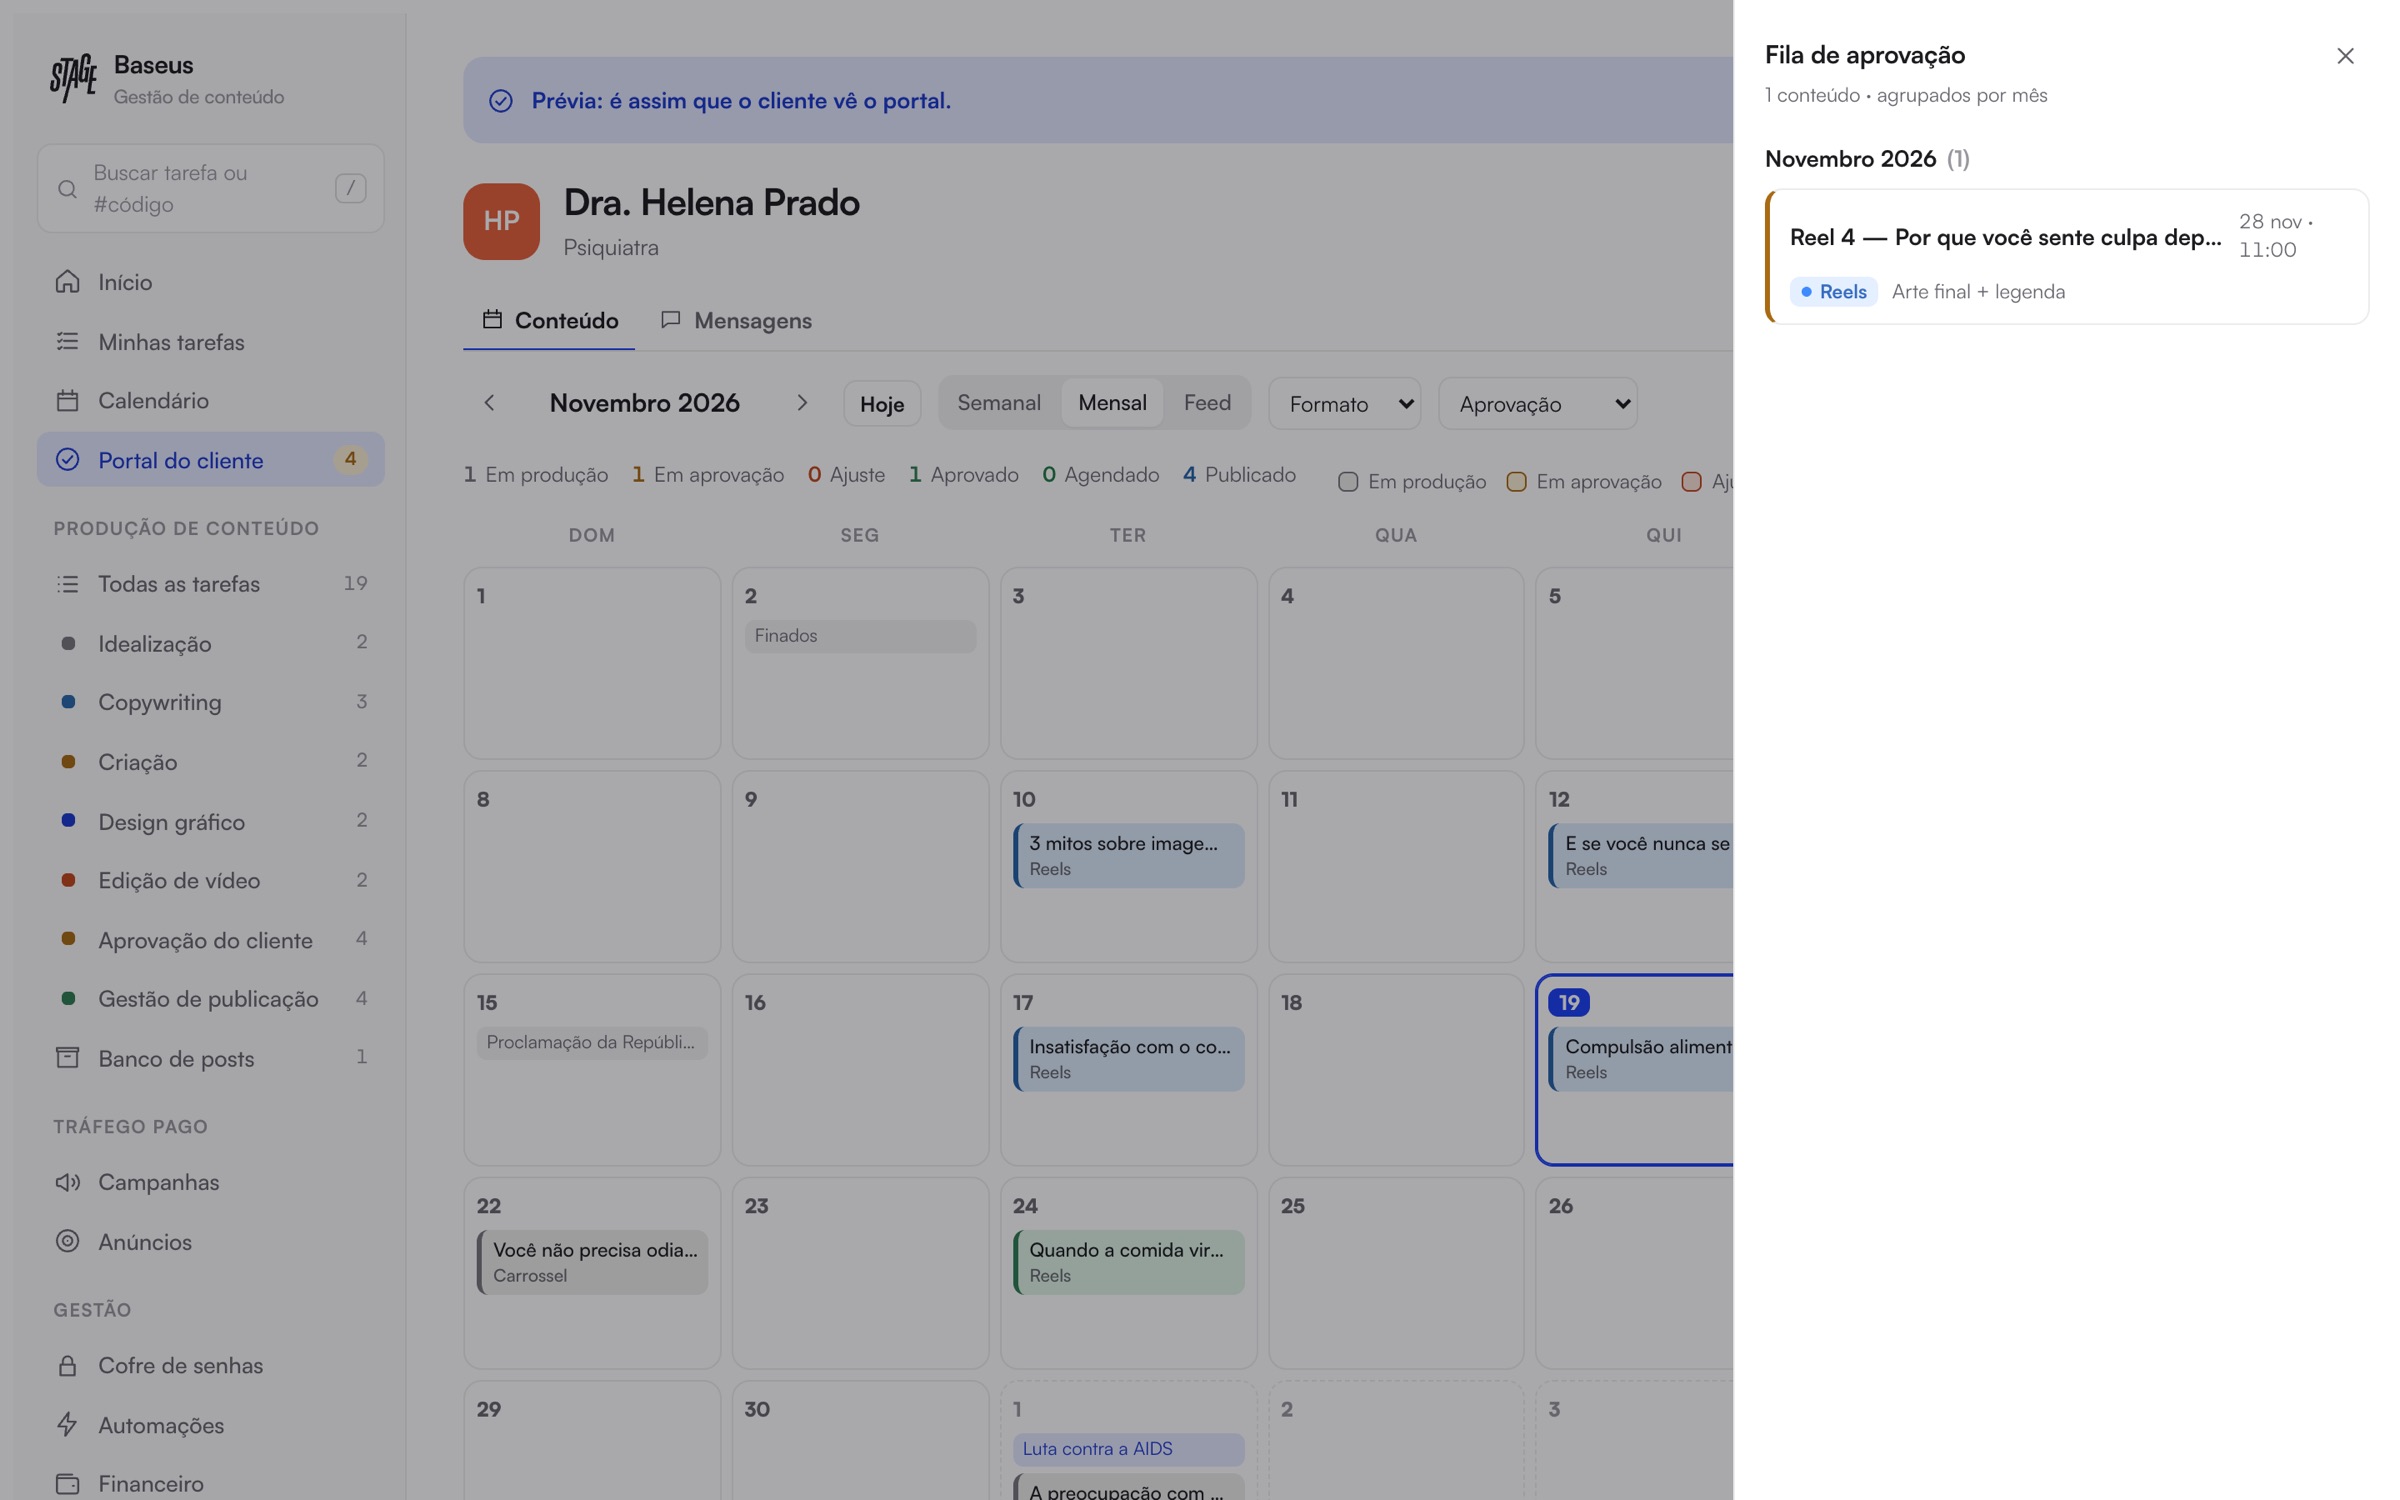 STAGE
Baseus
Gestão de conteúdo
Buscar tarefa ou
#código
/
Início
Minhas tarefas
Calendário
Portal do cliente 4
PRODUÇÃO DE CONTEÚDO
Todas as tarefas 19
Idealização 2
Copywriting 3
Criação 2
Design gráfico 2
Edição de vídeo 2
Aprovação do cliente 4
Gestão de publicação 4
Banco de posts 1
TRÁFEGO PAGO
Campanhas
Anúncios
GESTÃO
Cofre de senhas
Automações
Financeiro
Prévia: é assim que o cliente vê o portal.
HP
Dra. Helena Prado
Psiquiatra
Conteúdo Mensagens
Novembro 2026 Hoje Semanal Mensal Feed Formato Aprovação
1 Em produção 1 Em aprovação 0 Ajuste 1 Aprovado 0 Agendado 4 Publicado Em produção Em aprovação Aju
DOM SEG TER QUA QUI
1 2 3 4 5
Finados
8 9 10 11 12
3 mitos sobre image... E se você nunca se
Reels Reels
15 16 17 18 19
Proclamação da Repúbli... Insatisfação com o co... Compulsão aliment
Reels Reels
22 23 24 25 26
Você não precisa odia... Quando a comida vir...
Carrossel Reels
29 30 1 2 3
Luta contra a AIDS
A preocupação com ...
Fila de aprovação
1 conteúdo · agrupados por mês
Novembro 2026 (1)
Reel 4 — Por que você sente culpa dep... 28 nov ·
11:00
Reels Arte final + legenda